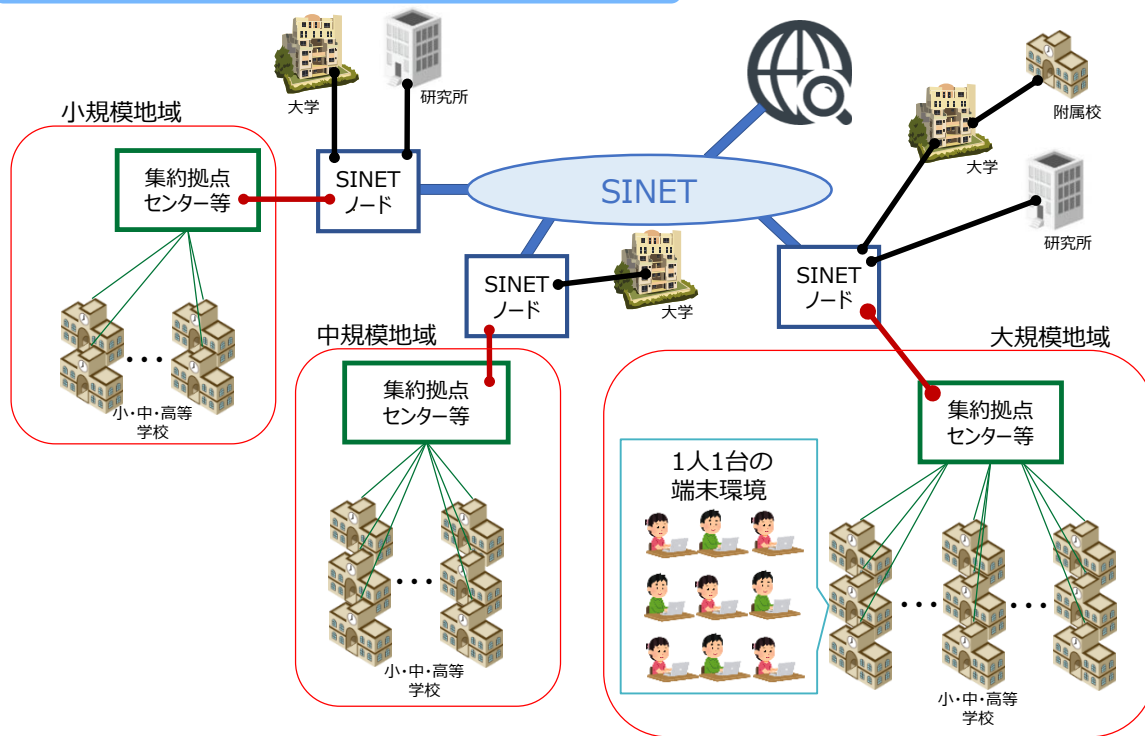 大学
研究所
小規模地域
集約拠点
センター等
SINET
ノード
小・中・高等
学校
SINET
附属校
大学
研究所
SINET
ノード
大学
SINET
ノード
中規模地域
集約拠点
センター等
小・中・高等
学校
大規模地域
集約拠点
センター等
1人1台の
端末環境
小・中・高等
学校